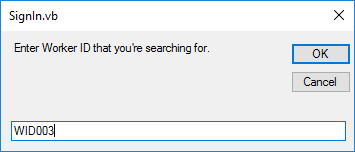 SignIn.vb
Enter Worker ID that you're searching for.
OK
Cancel
WID003